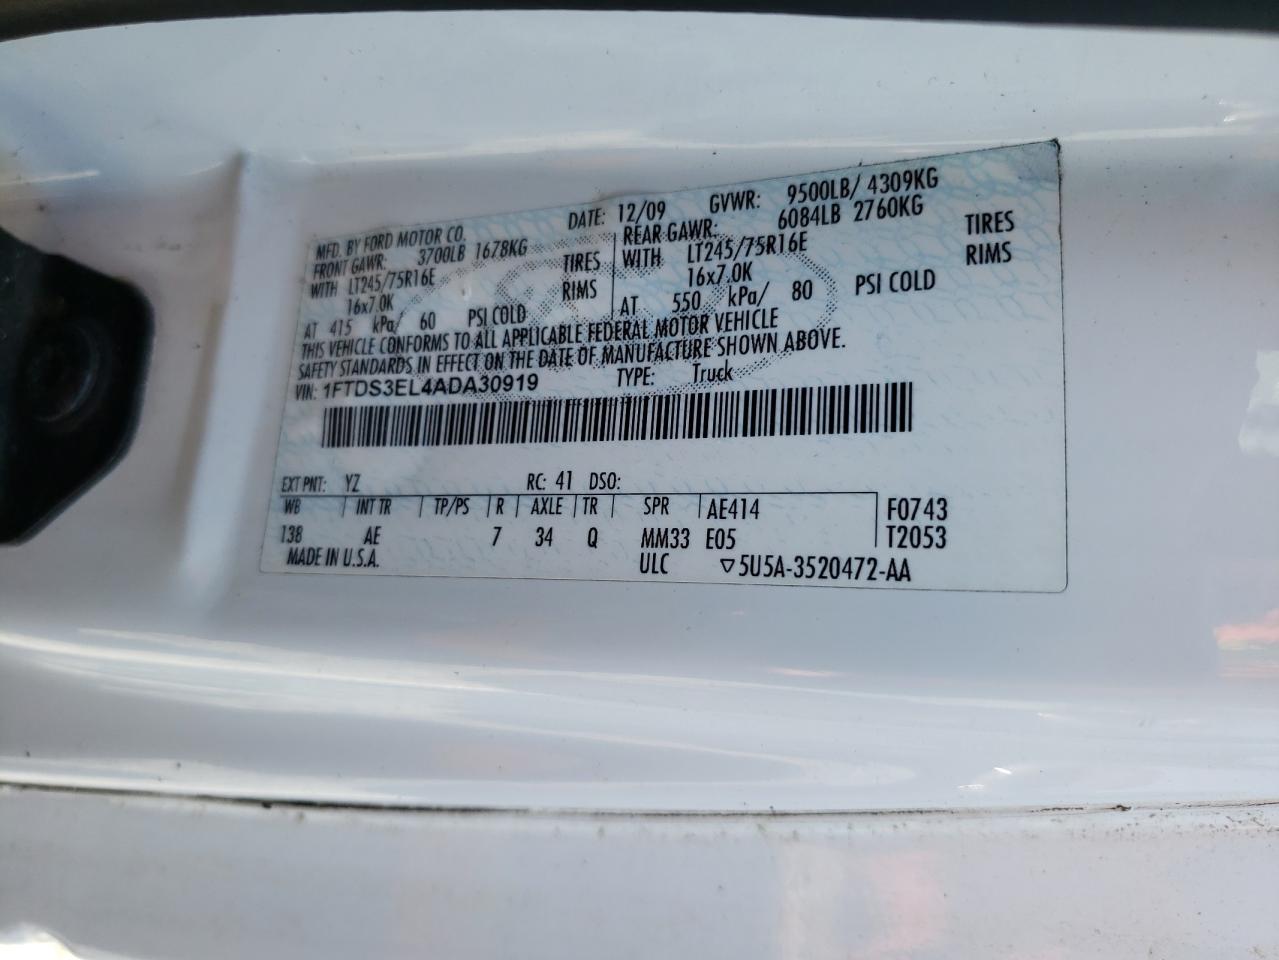 MFD. BY FORD MOTOR CO. DATE: 12/09 GVWR: 9500LB/ 4309KG
FRONT GAWR: 3700LB 1678KG REAR GAWR: 6084LB 2760KG
WITH LT245/75R16E TIRES WITH LT245/75R16E TIRES
16x7.0K RIMS 16x7.0K RIMS
AT 415 kPa/ 60 PSI COLD AT 550 kPa/ 80 PSI COLD
THIS VEHICLE CONFORMS TO ALL APPLICABLE FEDERAL MOTOR VEHICLE
SAFETY STANDARDS IN EFFECT ON THE DATE OF MANUFACTURE SHOWN ABOVE.
VIN: 1FTDS3EL4ADA30919 TYPE: Truck
EXT PNT: YZ RC: 41 DSO:
WB INT TR TP/PS R AXLE TR SPR AE414 F0743
138 AE 7 34 Q MM33 E05 T2053
MADE IN U.S.A. ULC ▽5U5A-3520472-AA